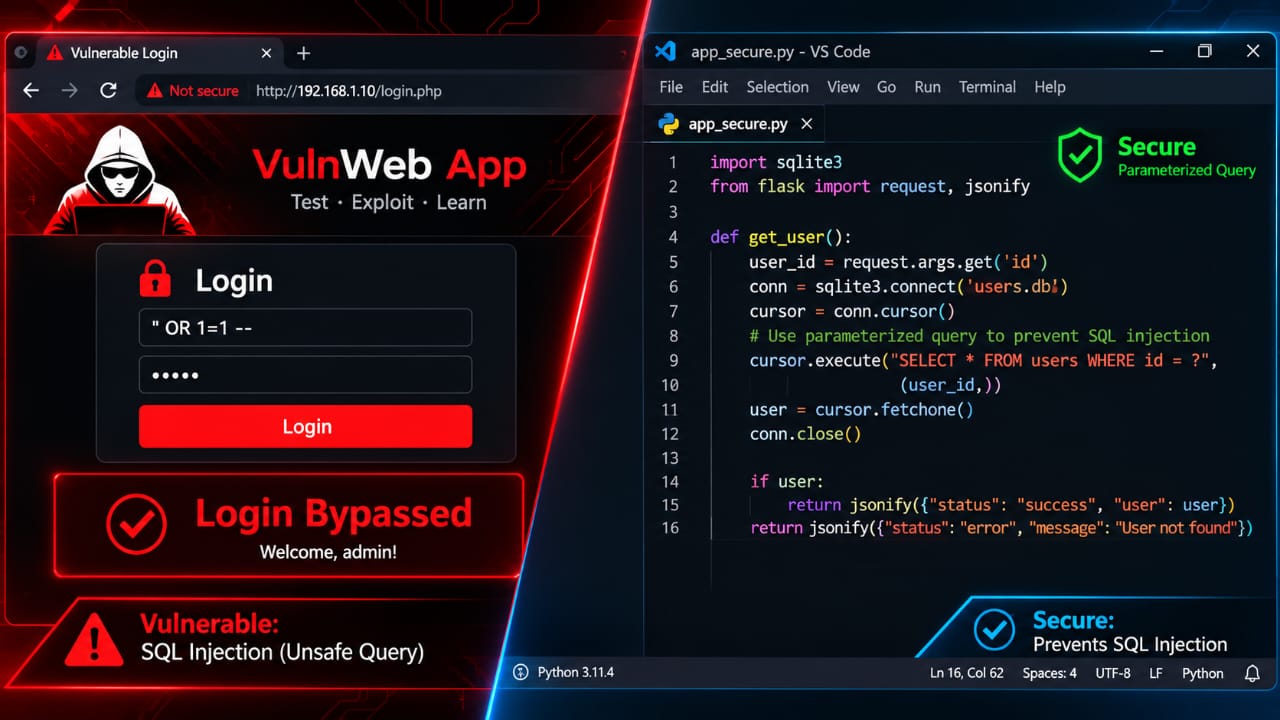 Vulnerable Login
Not secure http://192.168.1.10/login.php
VulnWeb App
Test · Exploit · Learn
Login
" OR 1=1 --
•••••
Login
Login Bypassed
Welcome, admin!
Vulnerable:
SQL Injection (Unsafe Query)
app_secure.py - VS Code
File Edit Selection View Go Run Terminal Help
app_secure.py
Secure
Parameterized Query
1 import sqlite3
2 from flask import request, jsonify
3
4 def get_user():
5 user_id = request.args.get('id')
6 conn = sqlite3.connect('users.db')
7 cursor = conn.cursor()
8 # Use parameterized query to prevent SQL injection
9 cursor.execute("SELECT * FROM users WHERE id = ?",
10 (user_id,))
11 user = cursor.fetchone()
12 conn.close()
13
14 if user:
15 return jsonify({"status": "success", "user": user})
16 return jsonify({"status": "error", "message": "User not found"})
Secure:
Prevents SQL Injection
Python 3.11.4
Ln 16, Col 62 Spaces: 4 UTF-8 LF Python